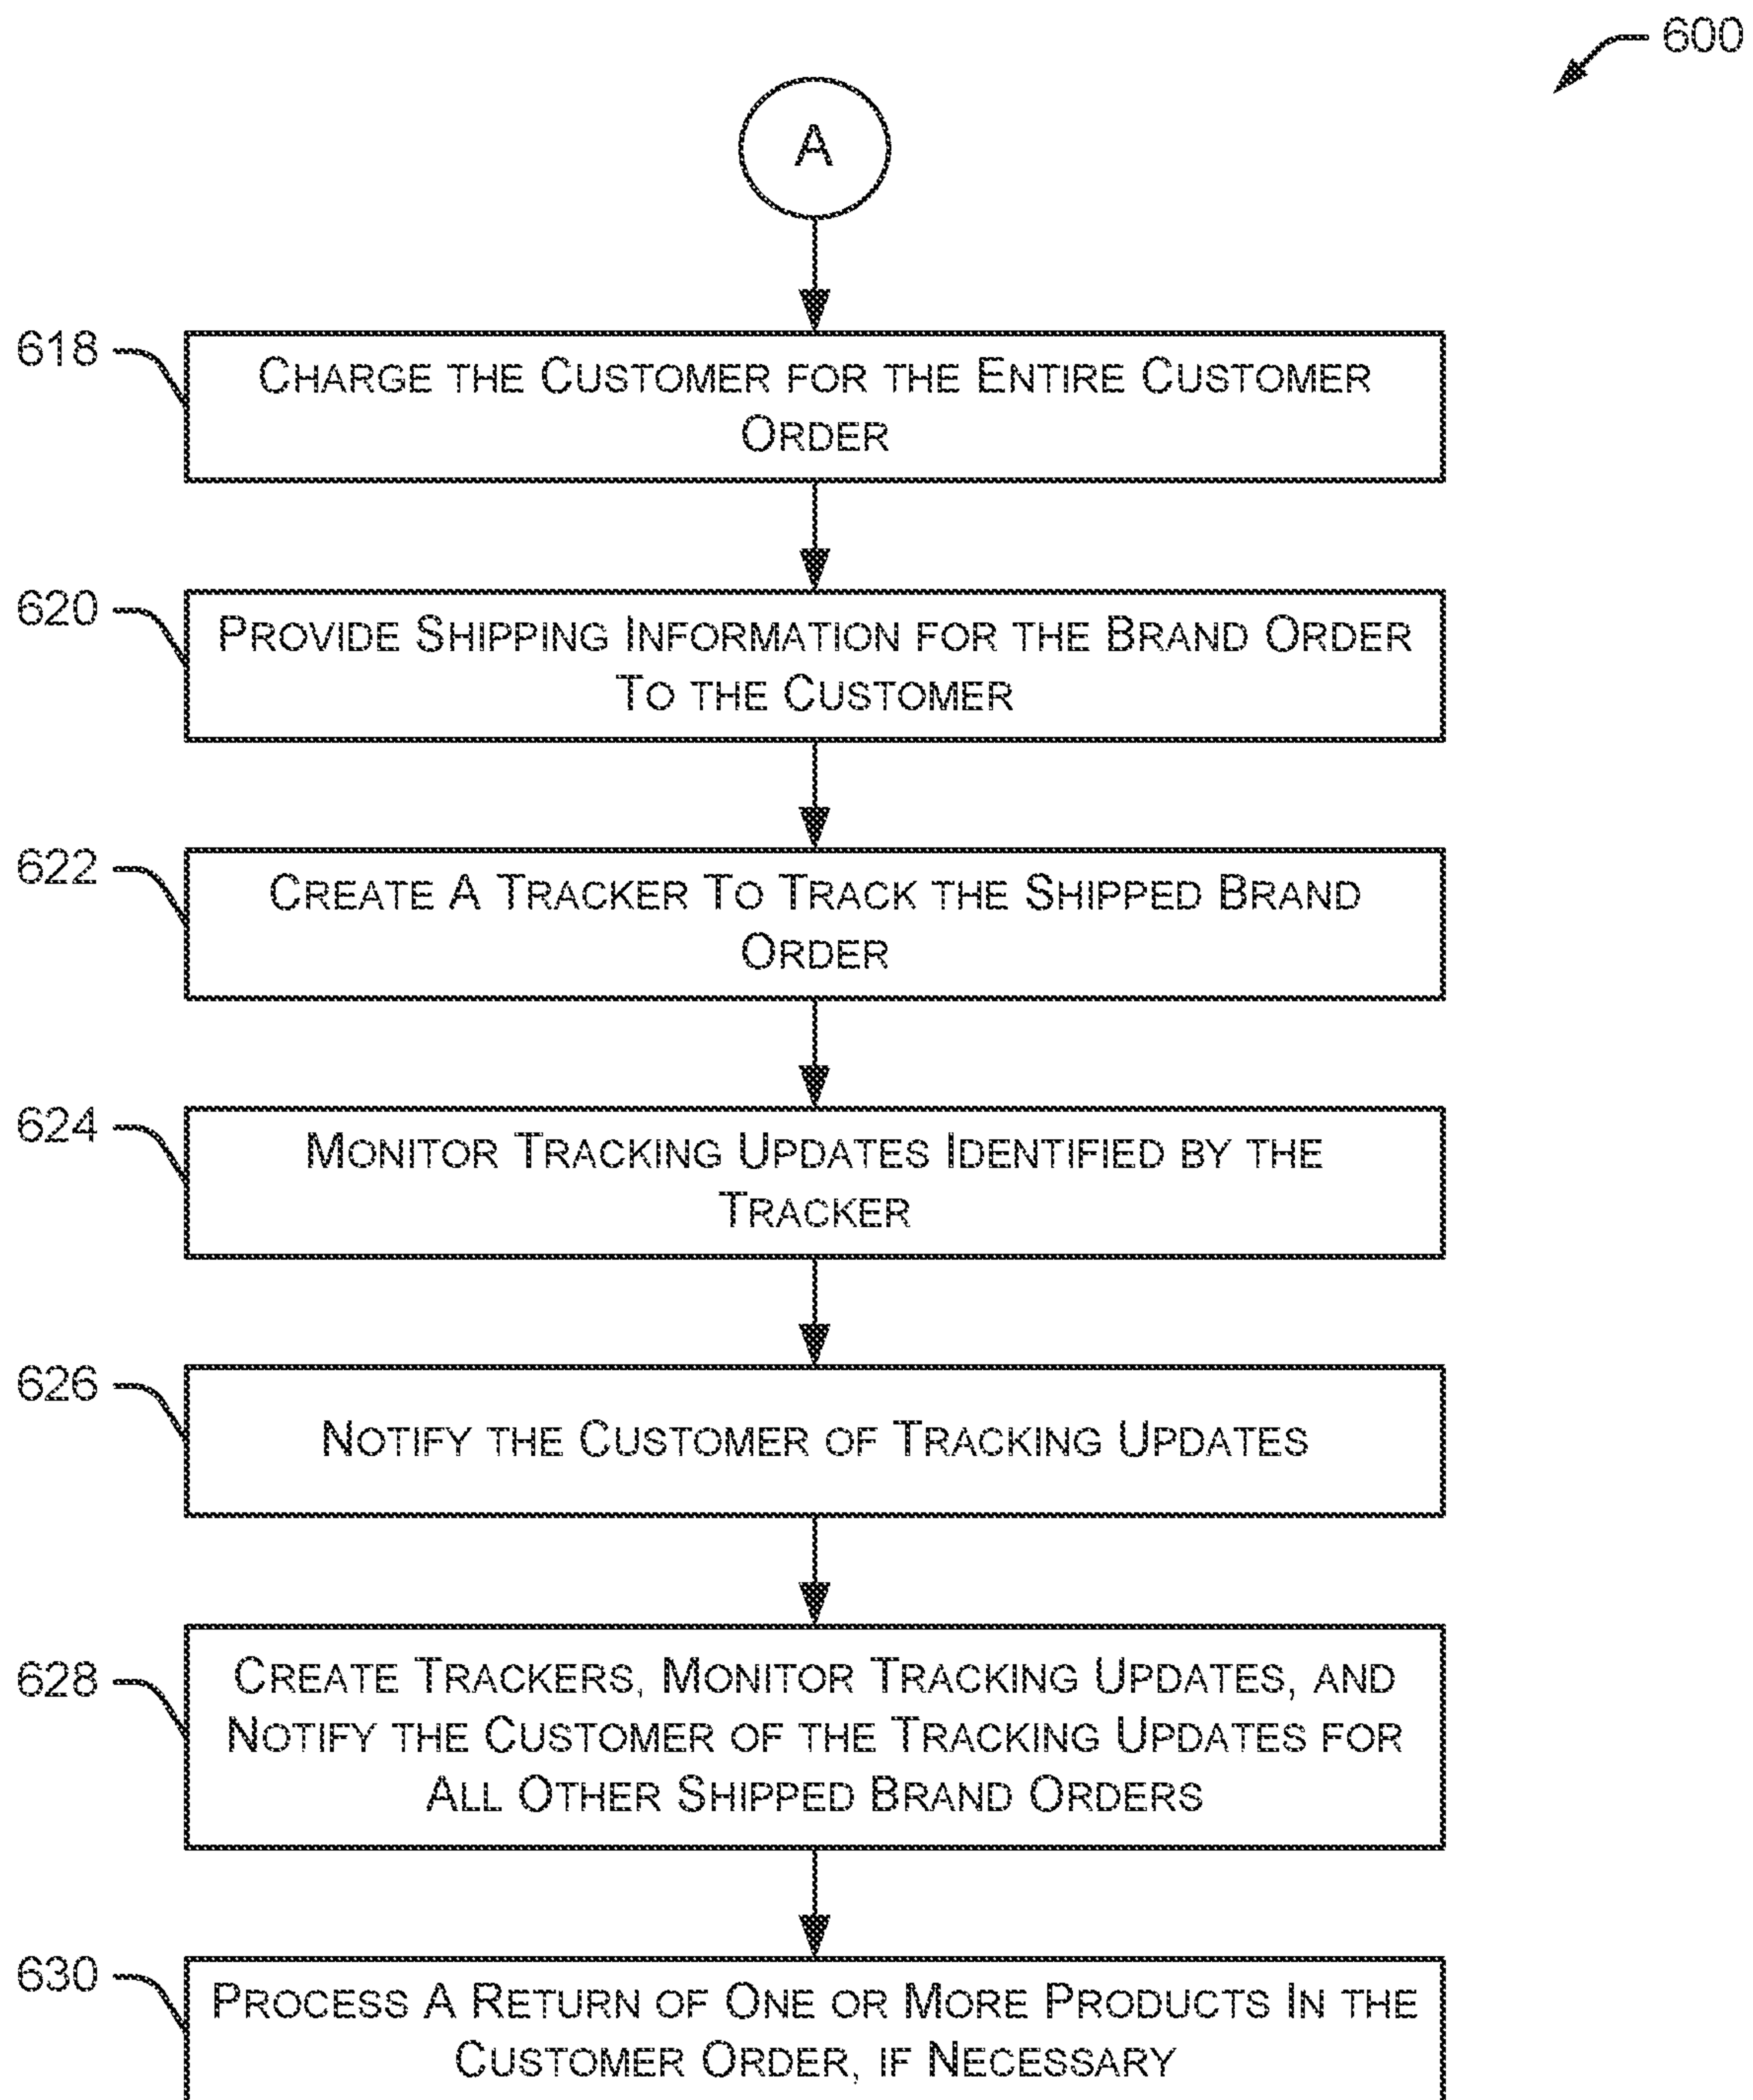 600
A
618
CHARGE THE CUSTOMER FOR THE ENTIRE CUSTOMER
ORDER
620
PROVIDE SHIPPING INFORMATION FOR THE BRAND ORDER
TO THE CUSTOMER
622
CREATE A TRACKER TO TRACK THE SHIPPED BRAND
ORDER
624
MONITOR TRACKING UPDATES IDENTIFIED BY THE
TRACKER
626
NOTIFY THE CUSTOMER OF TRACKING UPDATES
628
CREATE TRACKERS, MONITOR TRACKING UPDATES, AND
NOTIFY THE CUSTOMER OF THE TRACKING UPDATES FOR
ALL OTHER SHIPPED BRAND ORDERS
630
PROCESS A RETURN OF ONE OR MORE PRODUCTS IN THE
CUSTOMER ORDER, IF NECESSARY